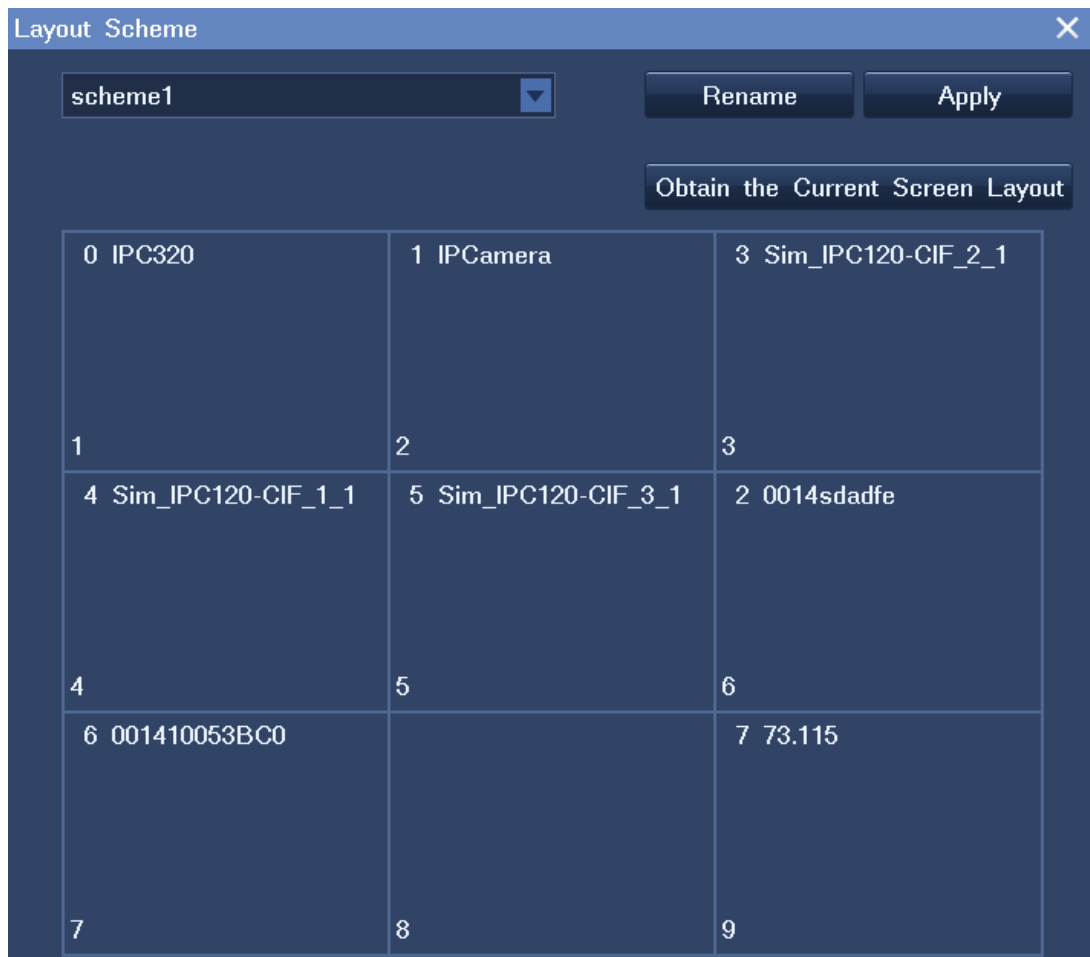 Layout Scheme
scheme1
Rename
Apply
Obtain the Current Screen Layout
0 IPC320
1 IPCamera
3 Sim_IPC120-CIF_2_1
1
2
3
4 Sim_IPC120-CIF_1_1
5 Sim_IPC120-CIF_3_1
2 0014sdadfe
4
5
6
6 001410053BC0
7 73.115
7
8
9